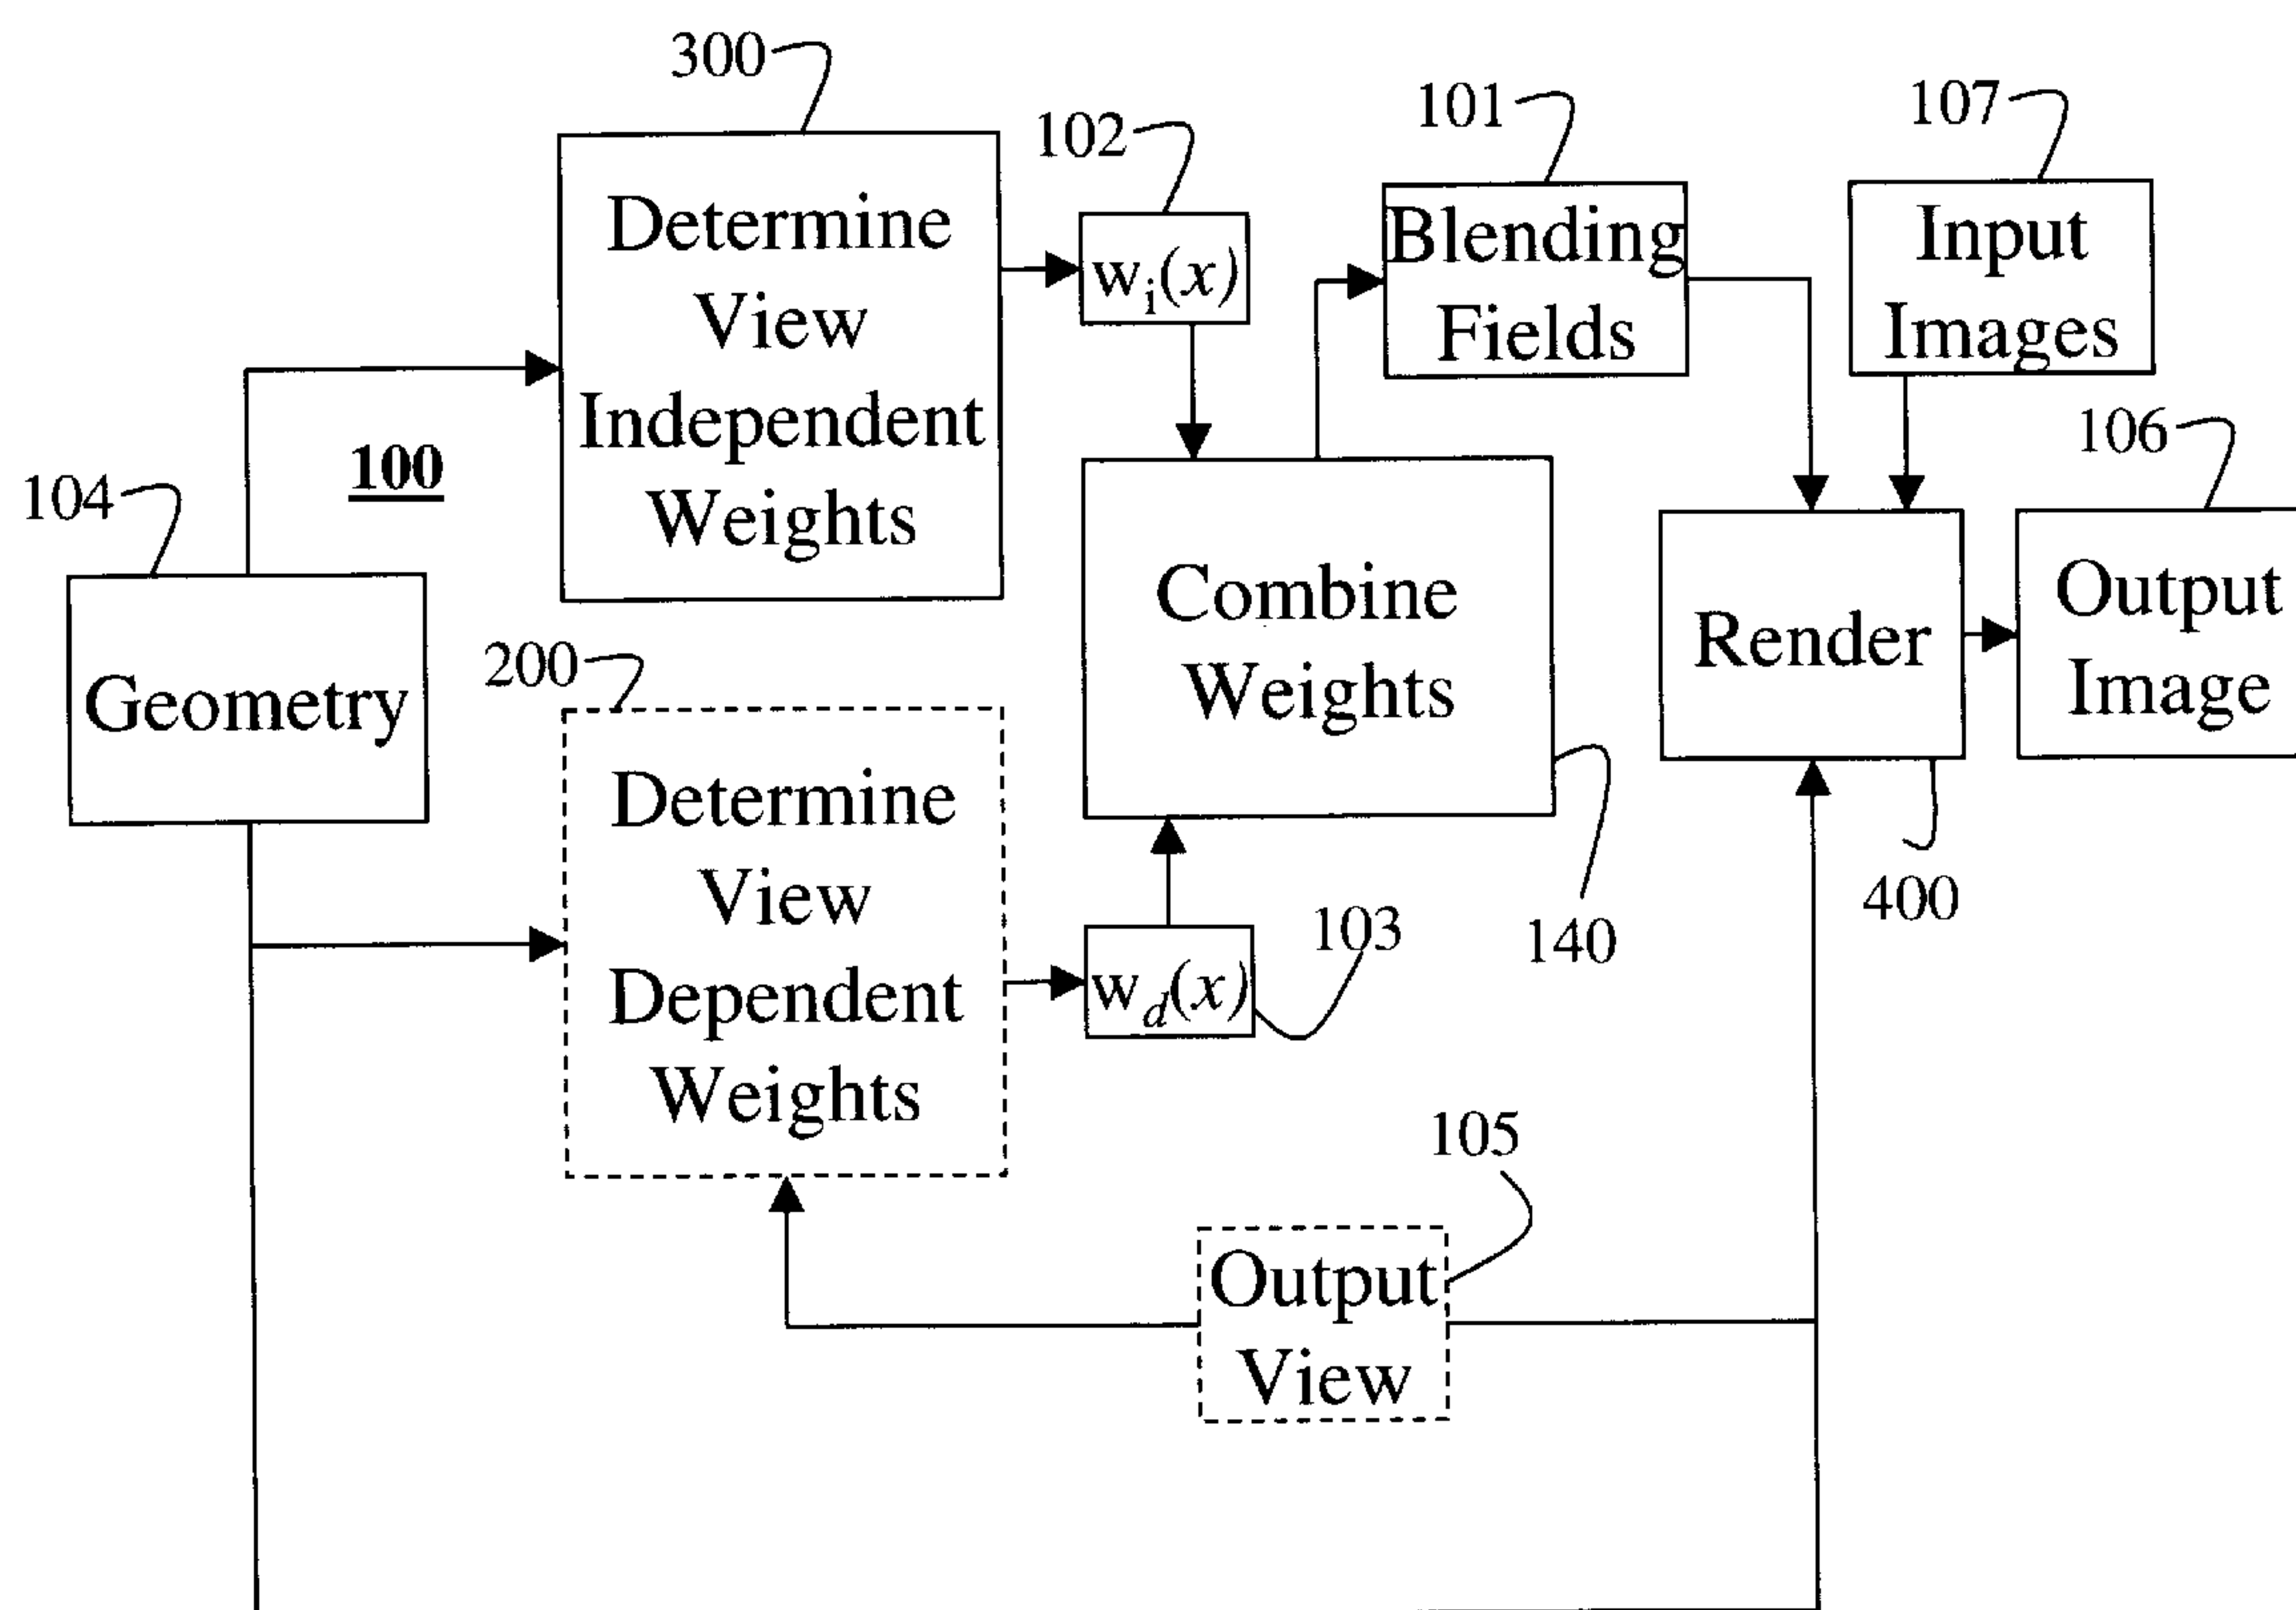 300
Determine
View
Independent
Weights
102
wᵢ(x)
101
Blending
Fields
107
Input
Images
100
104
Geometry
106
Output
Image
Combine
Weights
140
Render
400
200
Determine
View
Dependent
Weights
w_d(x)
103
105
Output
View